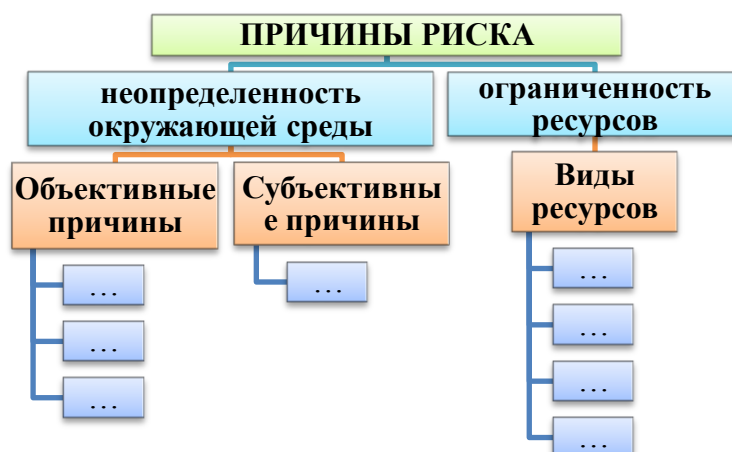 ПРИЧИНЫ РИСКА
неопределенность
окружающей среды
ограниченность
ресурсов
Объективные
причины
Субъективны
е причины
Виды
ресурсов
...
...
...
...
...
...
...
...